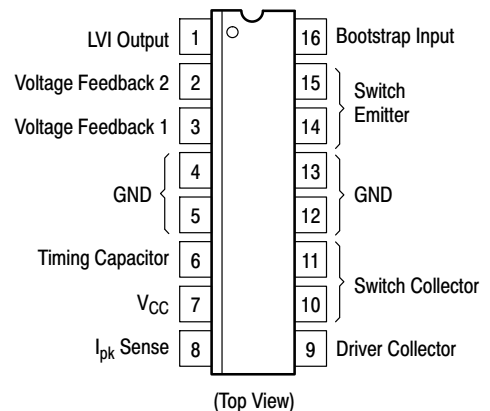 LVI Output 1 16 Bootstrap Input
Voltage Feedback 2 2 15 Switch
Emitter
Voltage Feedback 1 3 14
4 13
GND GND
5 12
Timing Capacitor 6 11
Switch Collector
VCC 7 10
Ipk Sense 8 9 Driver Collector
(Top View)